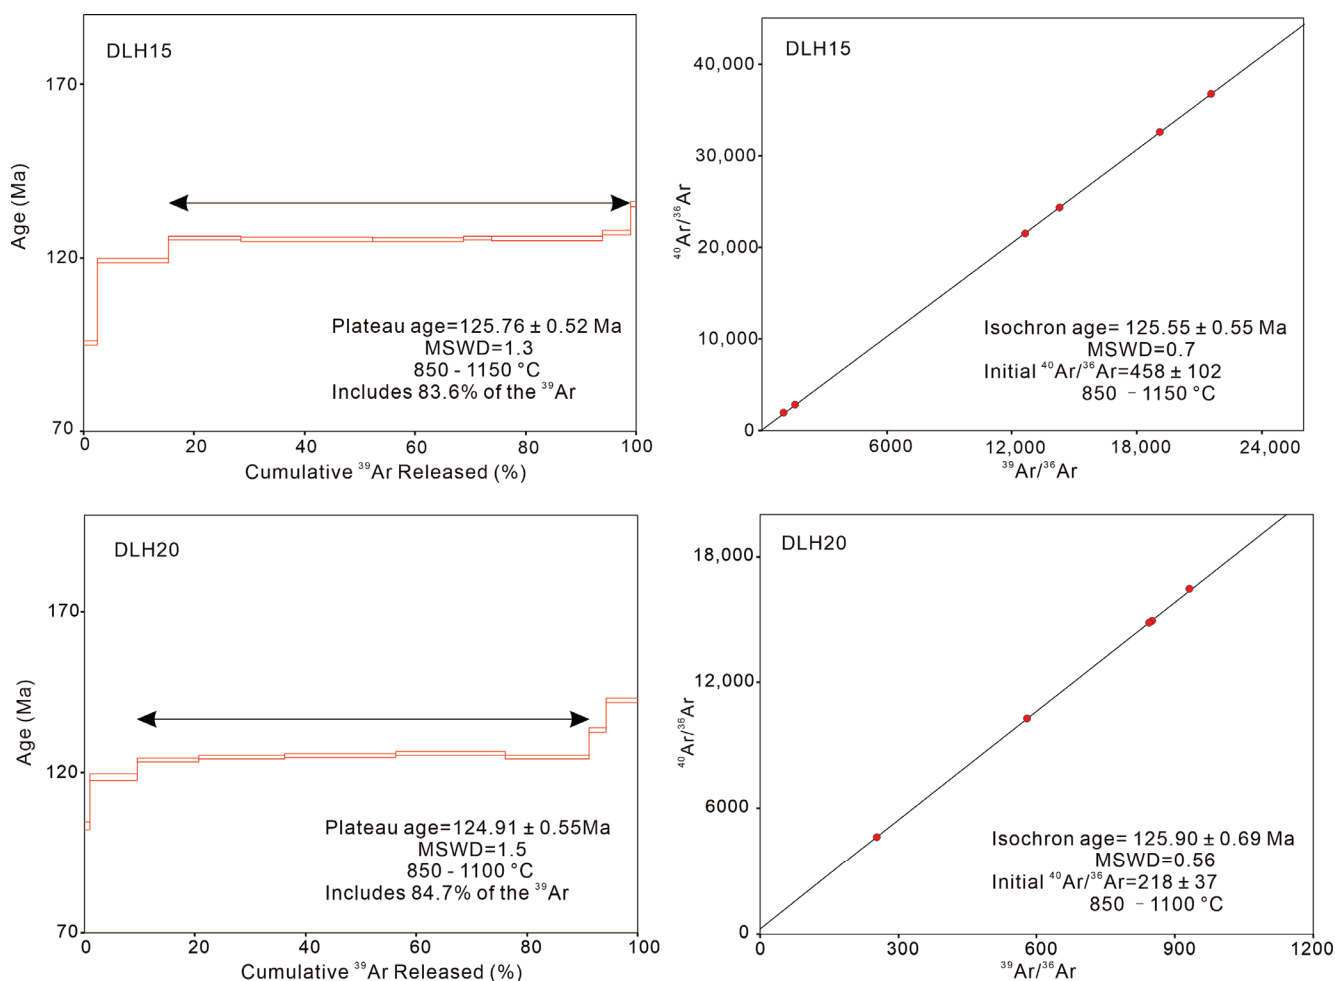 DLH15
170
120
70
Age (Ma)
Plateau age=125.76 ± 0.52 Ma
MSWD=1.3
850 - 1150 °C
Includes 83.6% of the ³⁹Ar
0 20 40 60 80 100
Cumulative ³⁹Ar Released (%)
DLH15
40,000
30,000
20,000
10,000
0
⁴⁰Ar/³⁶Ar
Isochron age= 125.55 ± 0.55 Ma
MSWD=0.7
Initial ⁴⁰Ar/³⁶Ar=458 ± 102
850 – 1150 °C
6000 12,000 18,000 24,000
³⁹Ar/³⁶Ar
DLH20
170
120
70
Age (Ma)
Plateau age=124.91 ± 0.55Ma
MSWD=1.5
850 - 1100 °C
Includes 84.7% of the ³⁹Ar
0 20 40 60 80 100
Cumulative ³⁹Ar Released (%)
DLH20
18,000
12,000
6000
0
⁴⁰Ar/³⁶Ar
Isochron age= 125.90 ± 0.69 Ma
MSWD=0.56
Initial ⁴⁰Ar/³⁶Ar=218 ± 37
850 – 1100 °C
0 300 600 900 1200
³⁹Ar/³⁶Ar